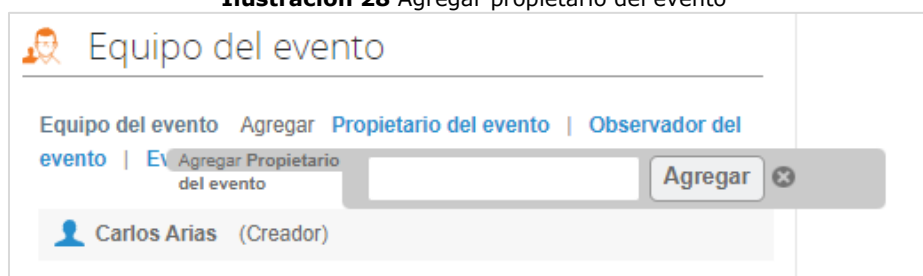 Ilustración 28 Agregar propietario del evento
Equipo del evento
Equipo del evento Agregar Propietario del evento | Observador del
evento | Ev
Agregar Propietario
del evento
Agregar
Carlos Arias (Creador)